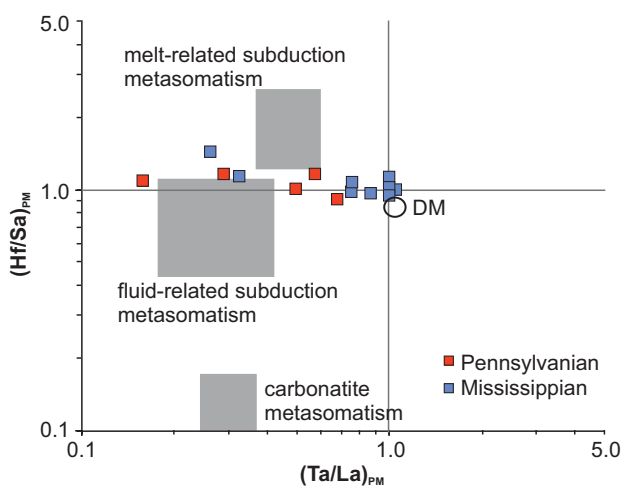 5.0
melt-related subduction
metasomatism
1.0
DM
(Hf/Sa)PM
fluid-related subduction
metasomatism
Pennsylvanian
Mississippian
carbonatite
metasomatism
0.1
0.1
1.0
5.0
(Ta/La)PM